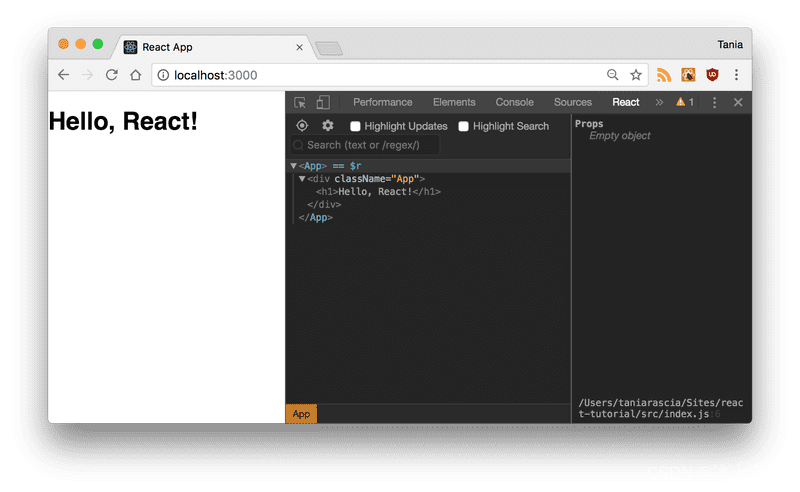 React App
Tania
localhost:3000
Performance Elements Console Sources React » 1
Highlight Updates Highlight Search
Search (text or /regex/)
Props
Empty object
Hello, React!
<App> == $r
<div className="App">
<h1>Hello, React!</h1>
</div>
</App>
App
/Users/taniarascia/Sites/reac
t-tutorial/src/index.js:6